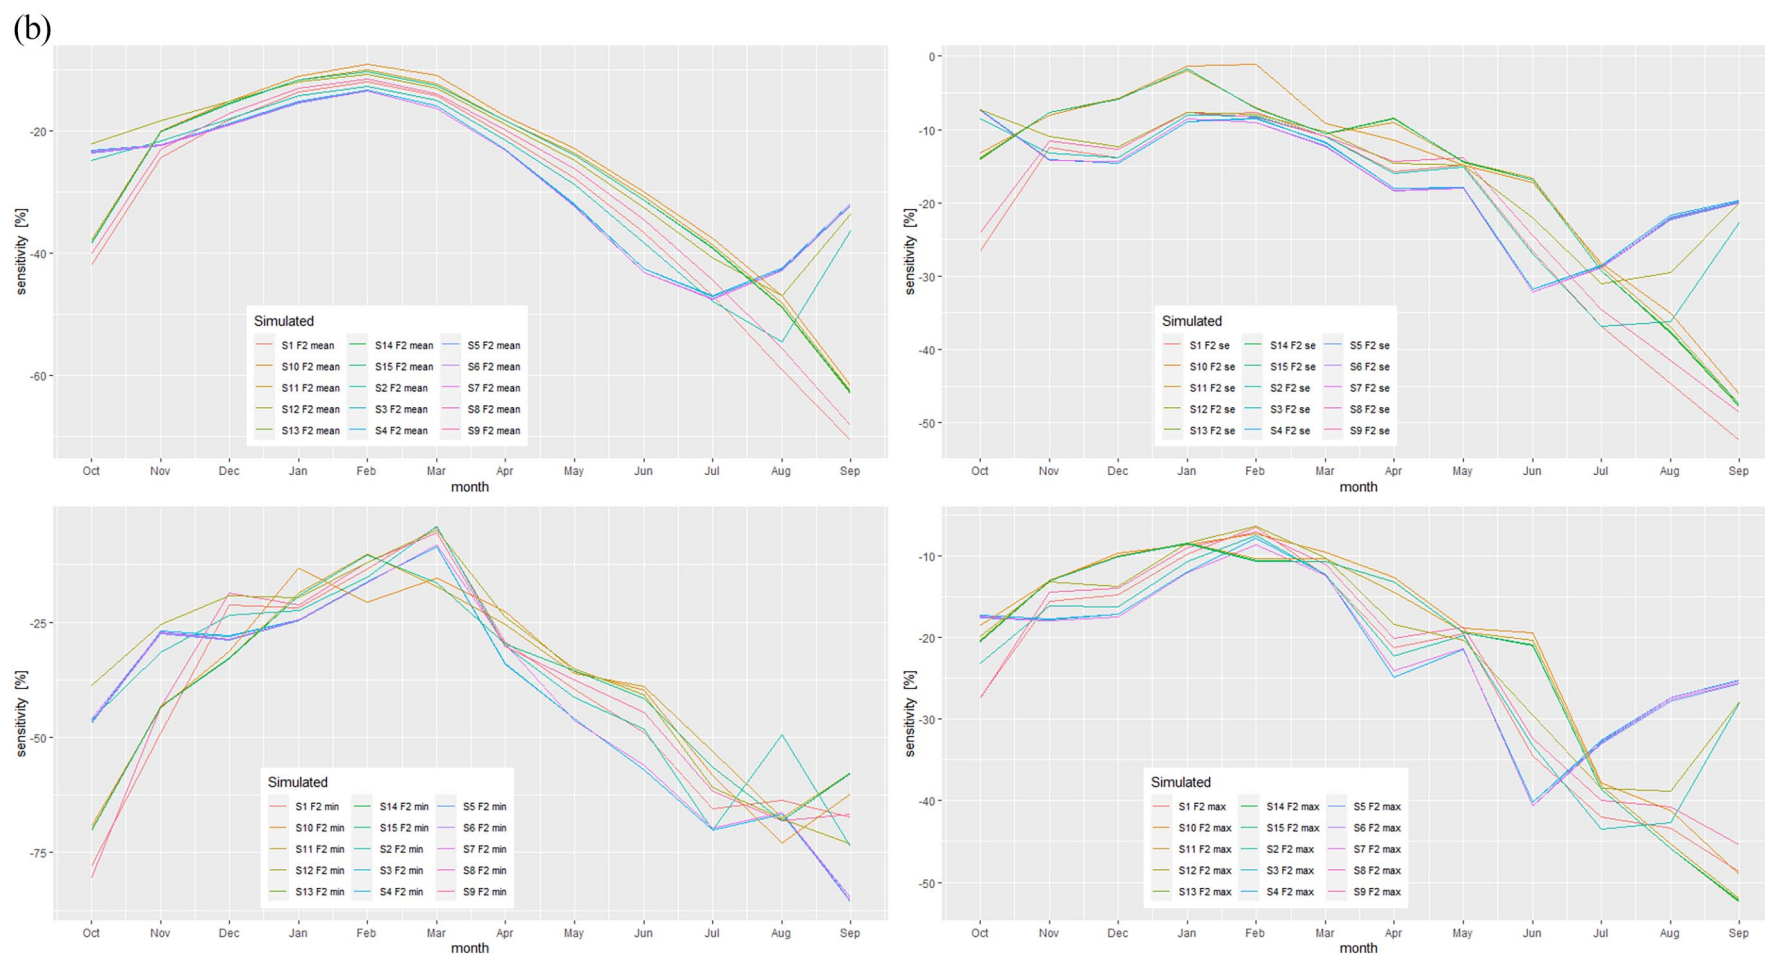 (b)
-20
-40
-60
sensitivity [%]
Simulated
S1 F2 mean S14 F2 mean S5 F2 mean
S10 F2 mean S15 F2 mean S6 F2 mean
S11 F2 mean S2 F2 mean S7 F2 mean
S12 F2 mean S3 F2 mean S8 F2 mean
S13 F2 mean S4 F2 mean S9 F2 mean
Oct Nov Dec Jan Feb Mar Apr May Jun Jul Aug Sep
month
0
-10
-20
-30
-40
-50
sensitivity [%]
Simulated
S1 F2 se S14 F2 se S5 F2 se
S10 F2 se S15 F2 se S6 F2 se
S11 F2 se S2 F2 se S7 F2 se
S12 F2 se S3 F2 se S8 F2 se
S13 F2 se S4 F2 se S9 F2 se
Oct Nov Dec Jan Feb Mar Apr May Jun Jul Aug Sep
month
-25
-50
-75
sensitivity [%]
Simulated
S1 F2 min S14 F2 min S5 F2 min
S10 F2 min S15 F2 min S6 F2 min
S11 F2 min S2 F2 min S7 F2 min
S12 F2 min S3 F2 min S8 F2 min
S13 F2 min S4 F2 min S9 F2 min
Oct Nov Dec Jan Feb Mar Apr May Jun Jul Aug Sep
month
-10
-20
-30
-40
-50
sensitivity [%]
Simulated
S1 F2 max S14 F2 max S5 F2 max
S10 F2 max S15 F2 max S6 F2 max
S11 F2 max S2 F2 max S7 F2 max
S12 F2 max S3 F2 max S8 F2 max
S13 F2 max S4 F2 max S9 F2 max
Oct Nov Dec Jan Feb Mar Apr May Jun Jul Aug Sep
month